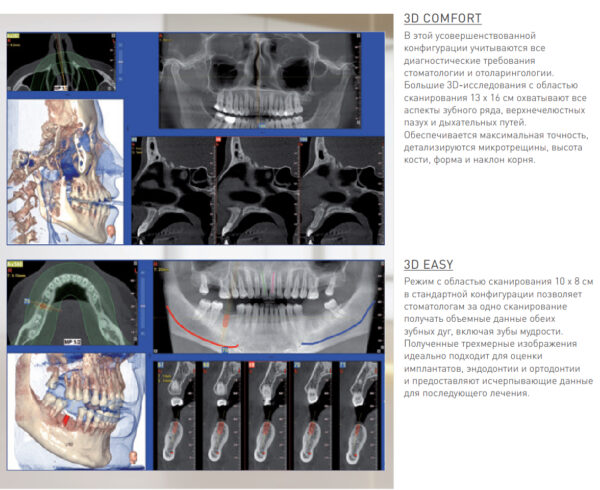 3D COMFORT
В этой усовершенствованной
конфигурации учитываются все
диагностические требования
стоматологии и отоларингологии.
Большие 3D-исследования с областью
сканирования 13 x 16 см охватывают все
аспекты зубного ряда, верхнечелюстных
пазух и дыхательных путей.
Обеспечивается максимальная точность,
детализируются микротрещины, высота
кости, форма и наклон корня.
3D EASY
Режим с областью сканирования 10 x 8 см
в стандартной конфигурации позволяет
стоматологам за одно сканирование
получать объемные данные обеих
зубных дуг, включая зубы мудрости.
Полученные трехмерные изображения
идеально подходит для оценки
имплантов, эндодонтии и ортодонтии
и предоставляют исчерпывающие данные
для последующего лечения.
MP 1/2